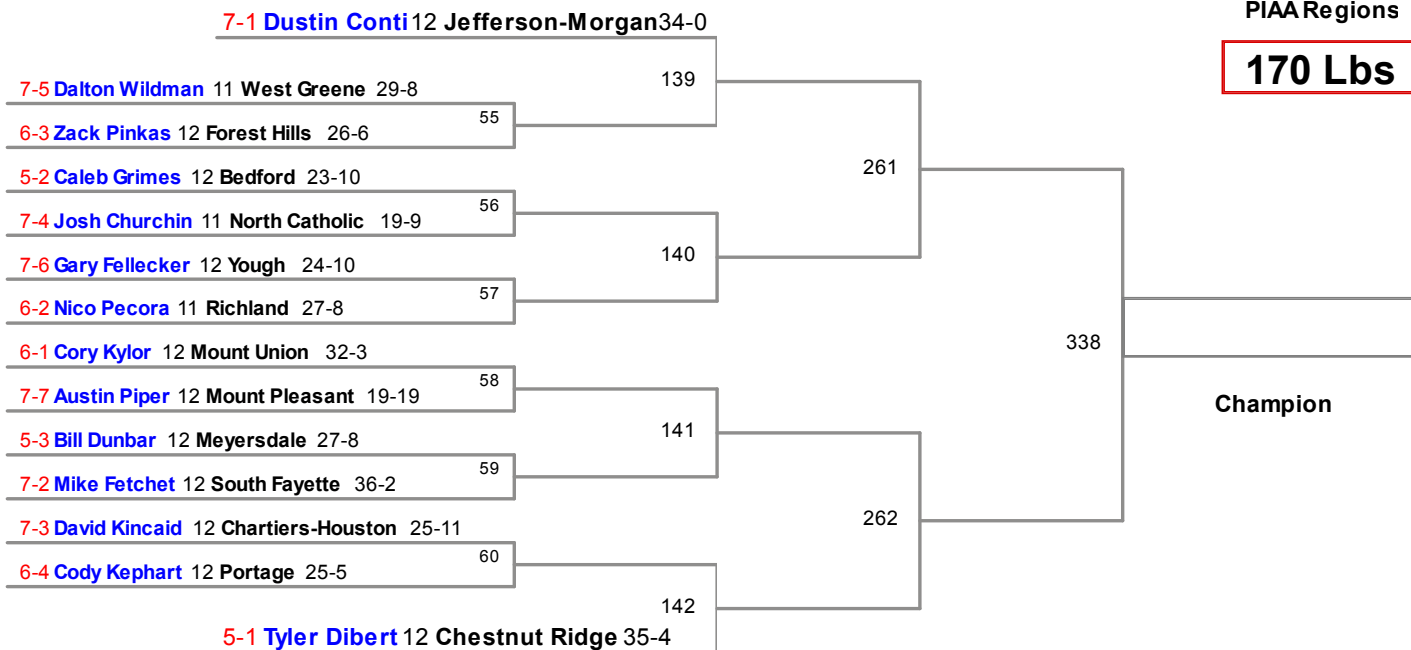 7-1 Dustin Conti 12 Jefferson-Morgan 34-0
PIAA Regions
170 Lbs
139
7-5 Dalton Wildman 11 West Greene 29-8
55
6-3 Zack Pinkas 12 Forest Hills 26-6
261
5-2 Caleb Grimes 12 Bedford 23-10
56
7-4 Josh Churchin 11 North Catholic 19-9
140
7-6 Gary Fellecker 12 Yough 24-10
57
6-2 Nico Pecora 11 Richland 27-8
338
6-1 Cory Kylor 12 Mount Union 32-3
58
7-7 Austin Piper 12 Mount Pleasant 19-19
Champion
141
5-3 Bill Dunbar 12 Meyersdale 27-8
59
7-2 Mike Fetchet 12 South Fayette 36-2
262
7-3 David Kincaid 12 Chartiers-Houston 25-11
60
6-4 Cody Kephart 12 Portage 25-5
142
5-1 Tyler Dibert 12 Chestnut Ridge 35-4